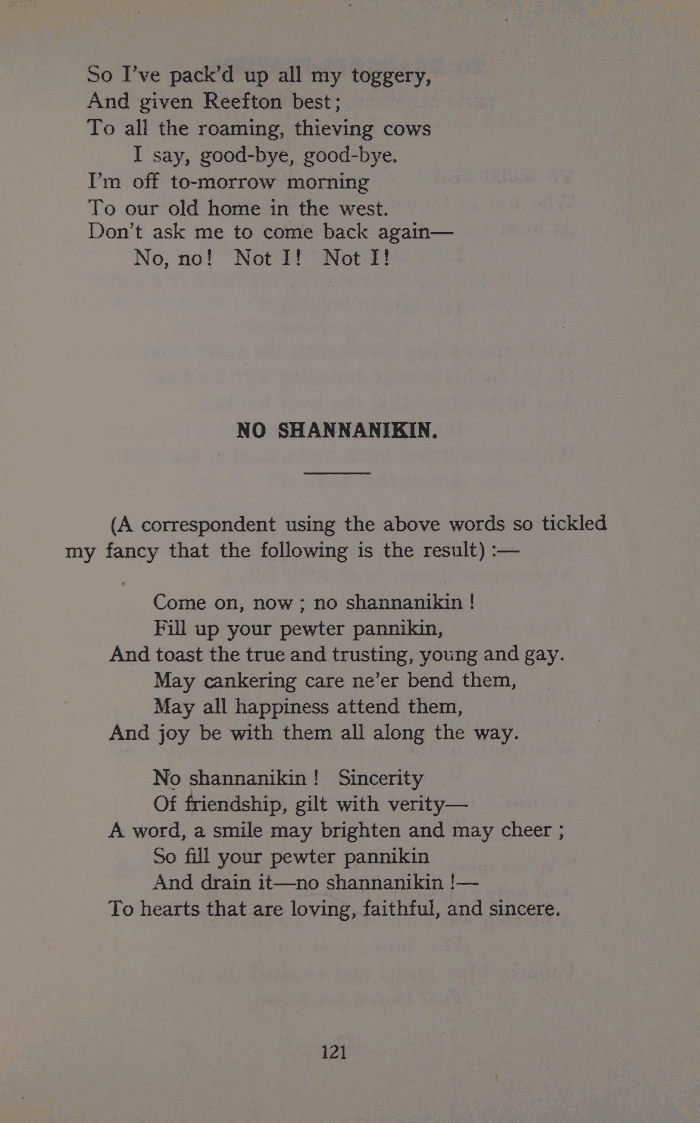 So I've pack'd up all my toggery,
And given Reefton best;
To all the roaming, thieving cows
I say, good-bye, good-bye.
I'm off to-morrow morning
To our old home in the west.
Don't ask me to come back again—
No, no! Not I! Not I!
NO SHANNANIKIN.
(A correspondent using the above words so tickled
my fancy that the following is the result) :—
Come on, now ; no shannanikin !
Fill up your pewter pannikin,
And toast the true and trusting, young and gay.
May cankering care ne'er bend them,
May all happiness attend them,
And joy be with them all along the way.
No shannanikin ! Sincerity
Of friendship, gilt with verity—
A word, a smile may brighten and may cheer ;
So fill your pewter pannikin
And drain it—no shannanikin !—
To hearts that are loving, faithful, and sincere.
121